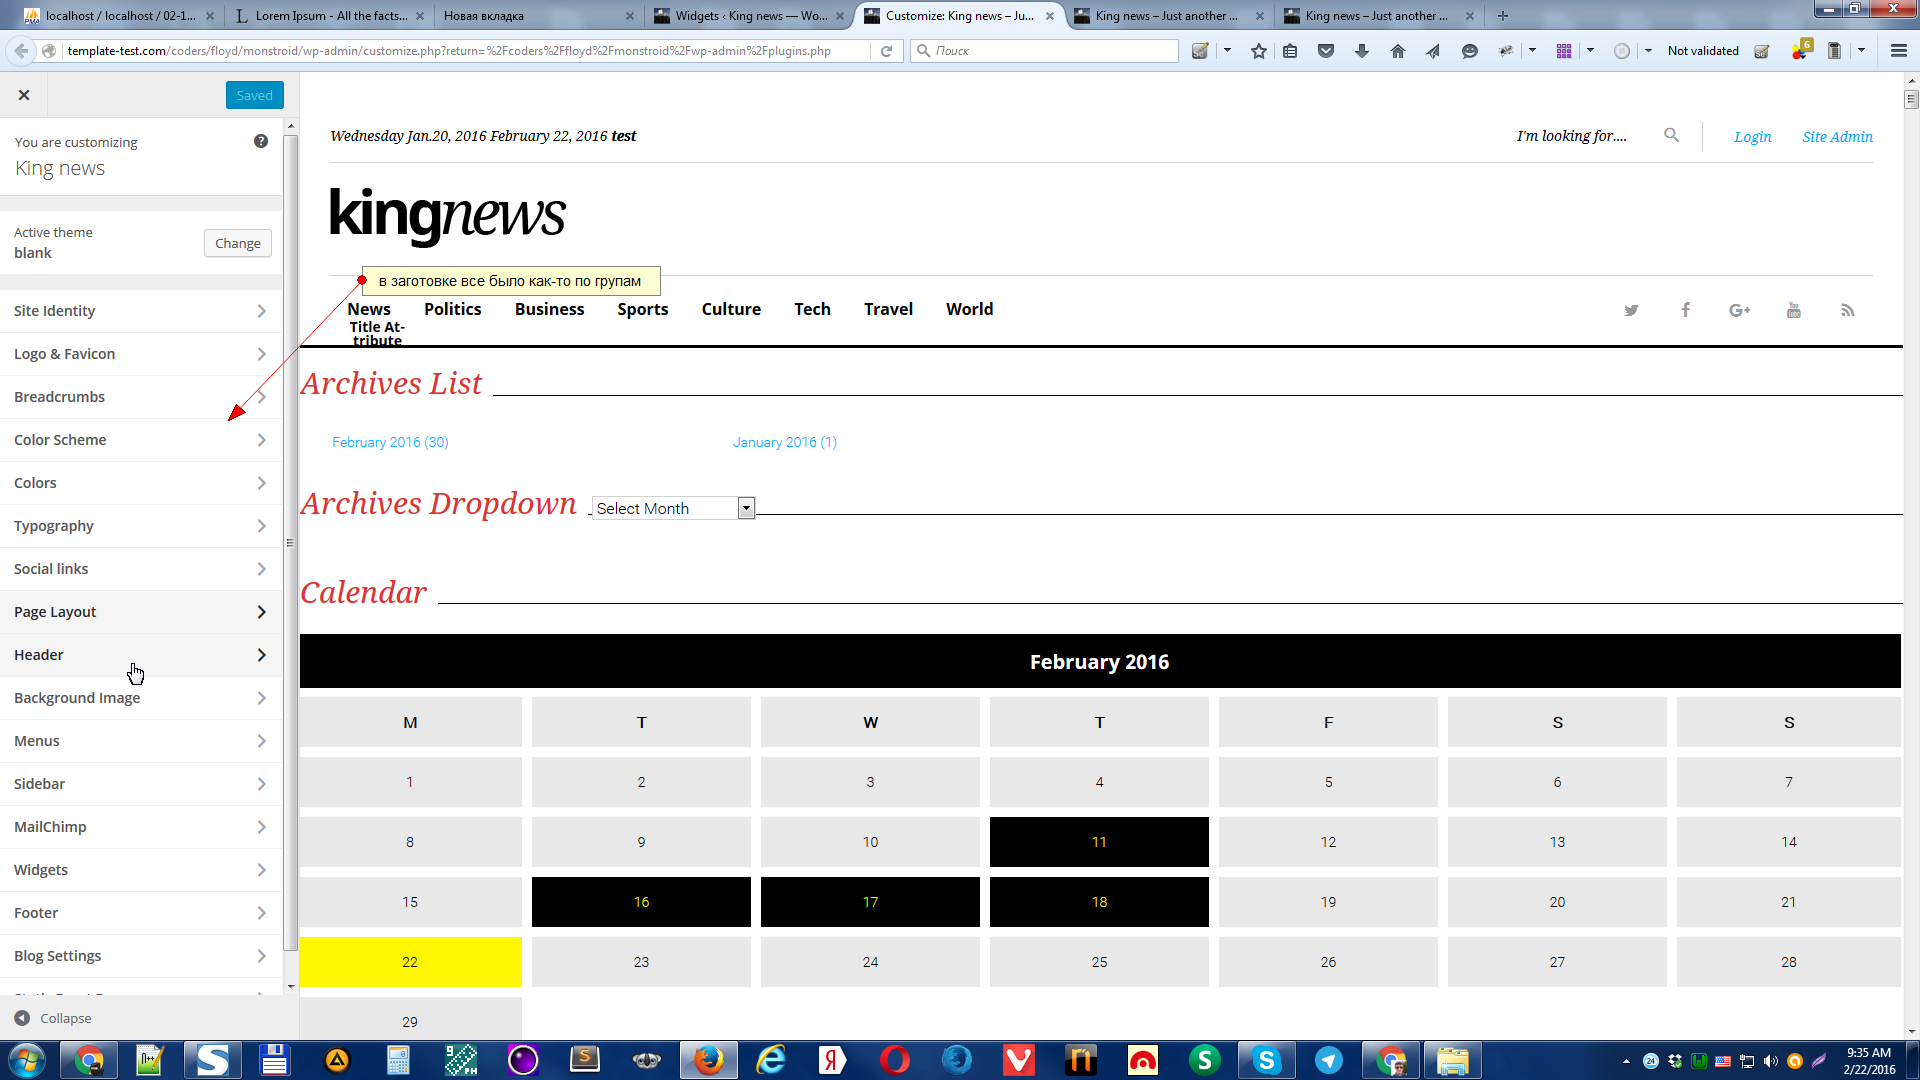 localhost / localhost / 02-1...
Lorem Ipsum - All the facts...
Новая вкладка
Widgets ‹ King news — Wo...
Customize: King news – Ju...
King news – Just another ...
King news – Just another ...
template-test.com/coders/floyd/monstroid/wp-admin/customize.php?return=%2Fcoders%2Ffloyd%2Fmonstroid%2Fwp-admin%2Fplugins.php
Поиск
Not validated
6
Saved
You are customizing
King news
Active theme
blank
Change
Site Identity
Logo & Favicon
Breadcrumbs
Color Scheme
Colors
Typography
Social links
Page Layout
Header
Background Image
Menus
Sidebar
MailChimp
Widgets
Footer
Blog Settings
Collapse
Wednesday Jan.20, 2016 February 22, 2016 test
I'm looking for....
Login
Site Admin
kingnews
в заготовке все было как-то по групам
News Politics Business Sports Culture Tech Travel World
Title At-
tribute
Archives List
February 2016 (30)
January 2016 (1)
Archives Dropdown
Select Month
Calendar
February 2016
M T W T F S S
1 2 3 4 5 6 7
8 9 10 11 12 13 14
15 16 17 18 19 20 21
22 23 24 25 26 27 28
29
9:35 AM
2/22/2016